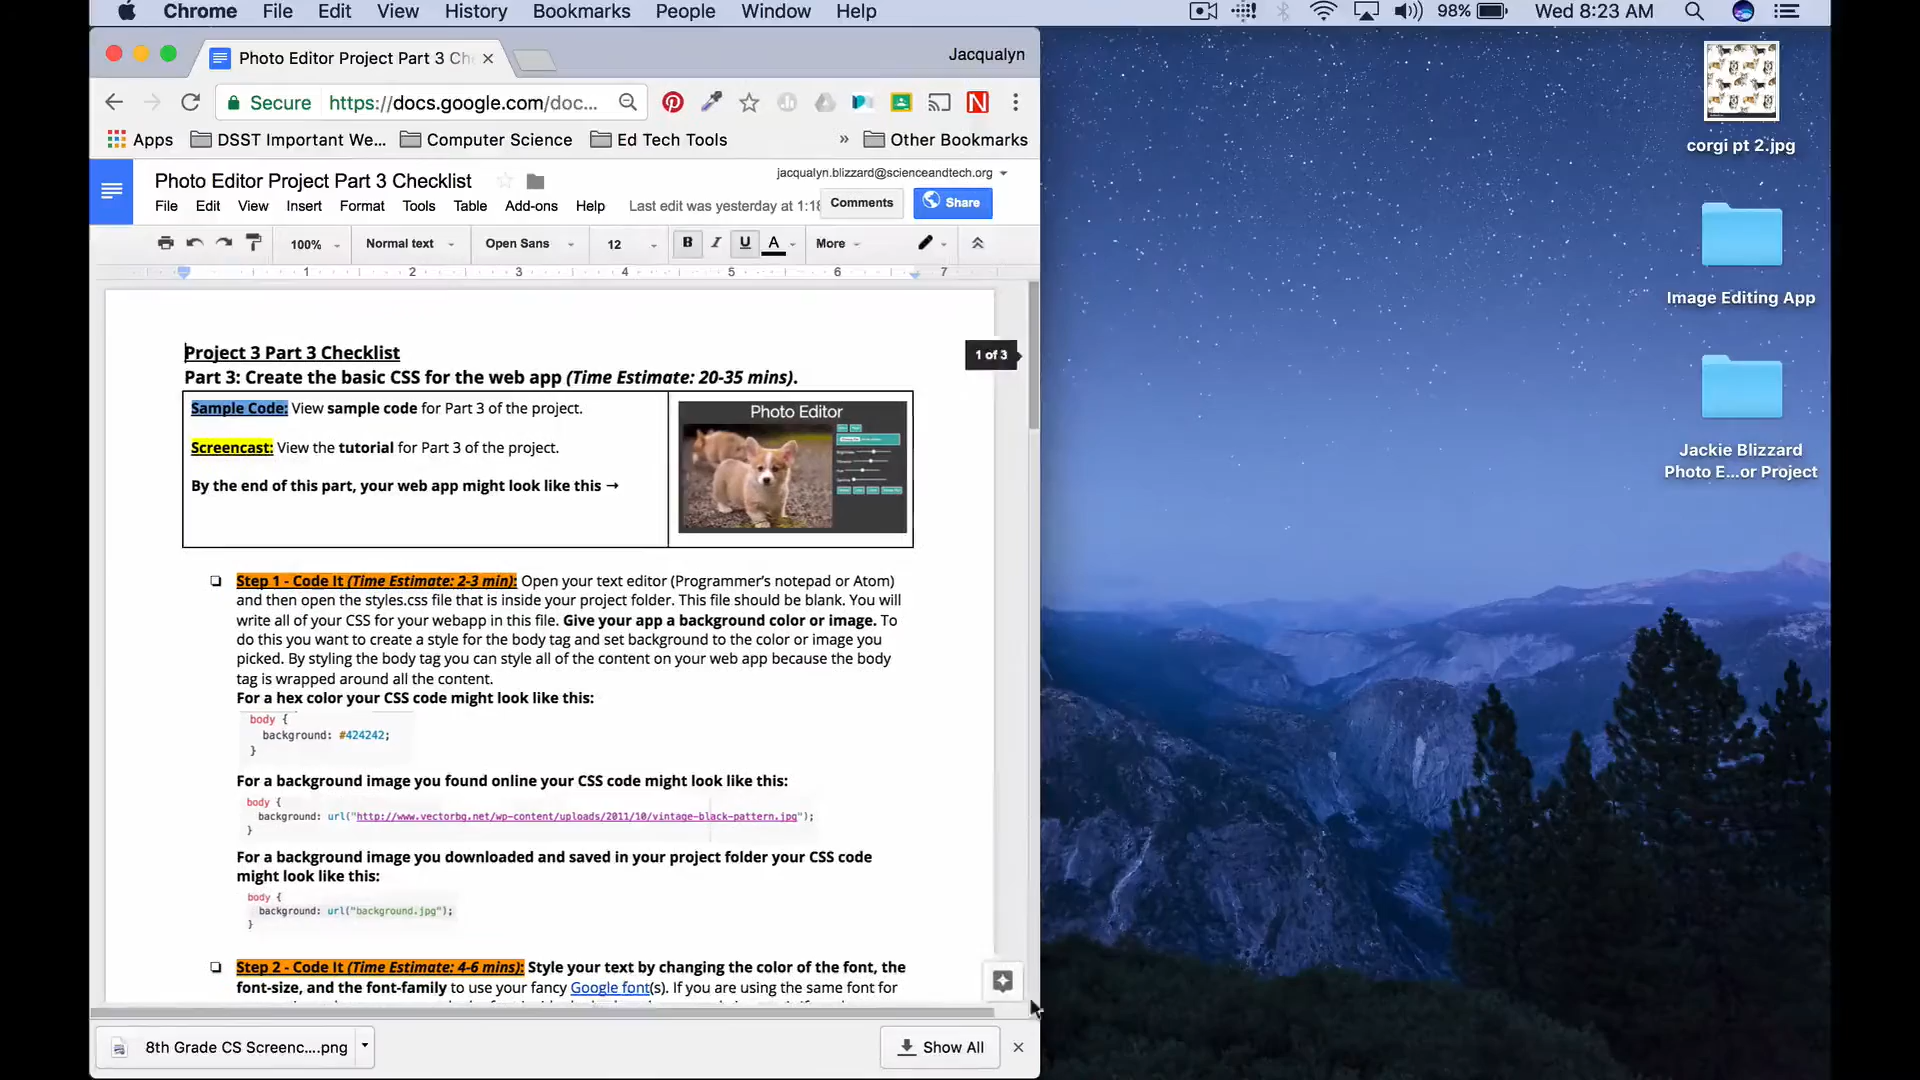 Chrome File Edit View History Bookmarks People Window Help 98% Wed 8:23 AM
Photo Editor Project Part 3 Ch
Jacqualyn
Secure https://docs.google.com/doc...
Apps DSST Important We... Computer Science Ed Tech Tools » Other Bookmarks
Photo Editor Project Part 3 Checklist
jacqualyn.blizzard@scienceandtech.org
File Edit View Insert Format Tools Table Add-ons Help Last edit was yesterday at 1:18
Comments
Share
100% Normal text Open Sans 12 B I U A More
1 2 3 4 5 6 7
Project 3 Part 3 Checklist
1 of 3
Part 3: Create the basic CSS for the web app (Time Estimate: 20-35 mins).
Sample Code: View sample code for Part 3 of the project.
Screencast: View the tutorial for Part 3 of the project.
By the end of this part, your web app might look like this →
Photo Editor
Step 1 - Code It (Time Estimate: 2-3 min): Open your text editor (Programmer's notepad or Atom)
and then open the styles.css file that is inside your project folder. This file should be blank. You will
write all of your CSS for your webapp in this file. Give your app a background color or image. To
do this you want to create a style for the body tag and set background to the color or image you
picked. By styling the body tag you can style all of the content on your web app because the body
tag is wrapped around all the content.
For a hex color your CSS code might look like this:
body {
background: #424242;
}
For a background image you found online your CSS code might look like this:
body {
background: url("http://www.vectorbg.net/wp-content/uploads/2011/10/vintage-black-pattern.jpg");
}
For a background image you downloaded and saved in your project folder your CSS code
might look like this:
body {
background: url("background.jpg");
}
Step 2 - Code It (Time Estimate: 4-6 mins): Style your text by changing the color of the font, the
font-size, and the font-family to use your fancy Google font(s). If you are using the same font for
8th Grade CS Screenc....png
Show All
corgi pt 2.jpg
Image Editing App
Jackie Blizzard
Photo E...or Project